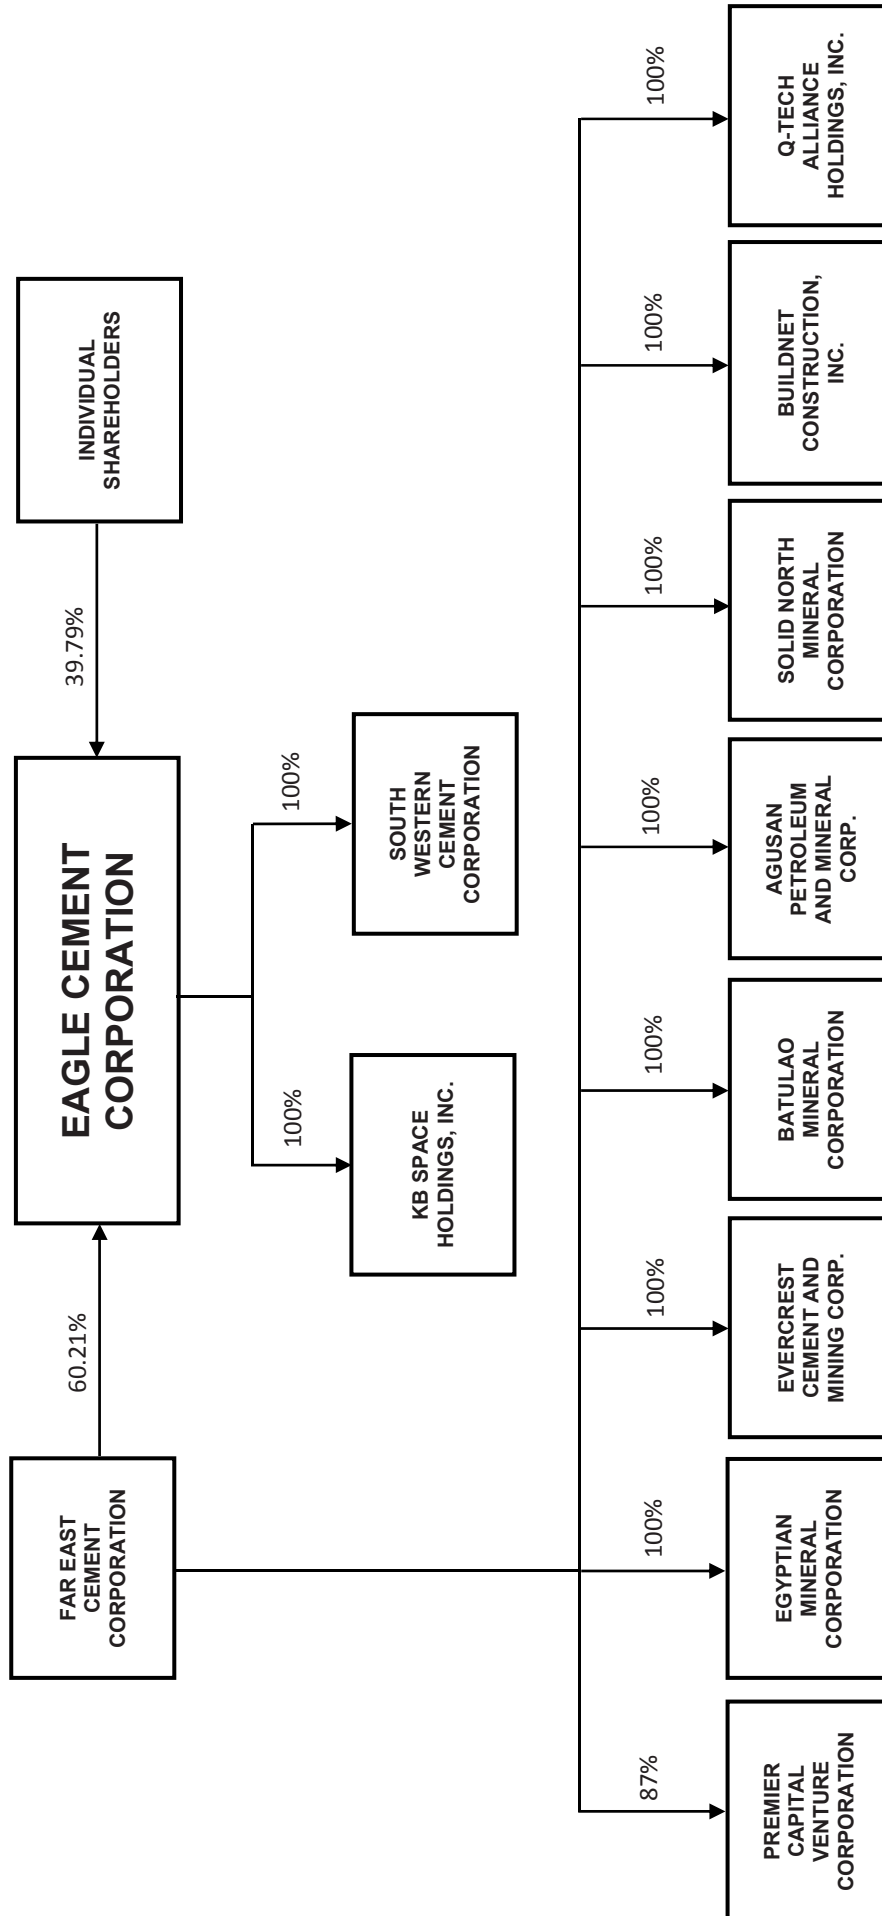 FAR EAST
CEMENT
CORPORATION
60.21%
EAGLE CEMENT
CORPORATION
39.79%
INDIVIDUAL
SHAREHOLDERS
100%
100%
KB SPACE
HOLDINGS, INC.
SOUTH
WESTERN
CEMENT
CORPORATION
87%
100%
100%
100%
100%
100%
100%
100%
PREMIER
CAPITAL
VENTURE
CORPORATION
EGYPTIAN
MINERAL
CORPORATION
EVERCREST
CEMENT AND
MINING CORP.
BATULAO
MINERAL
CORPORATION
AGUSAN
PETROLEUM
AND MINERAL
CORP.
SOLID NORTH
MINERAL
CORPORATION
BUILDNET
CONSTRUCTION,
INC.
Q-TECH
ALLIANCE
HOLDINGS, INC.